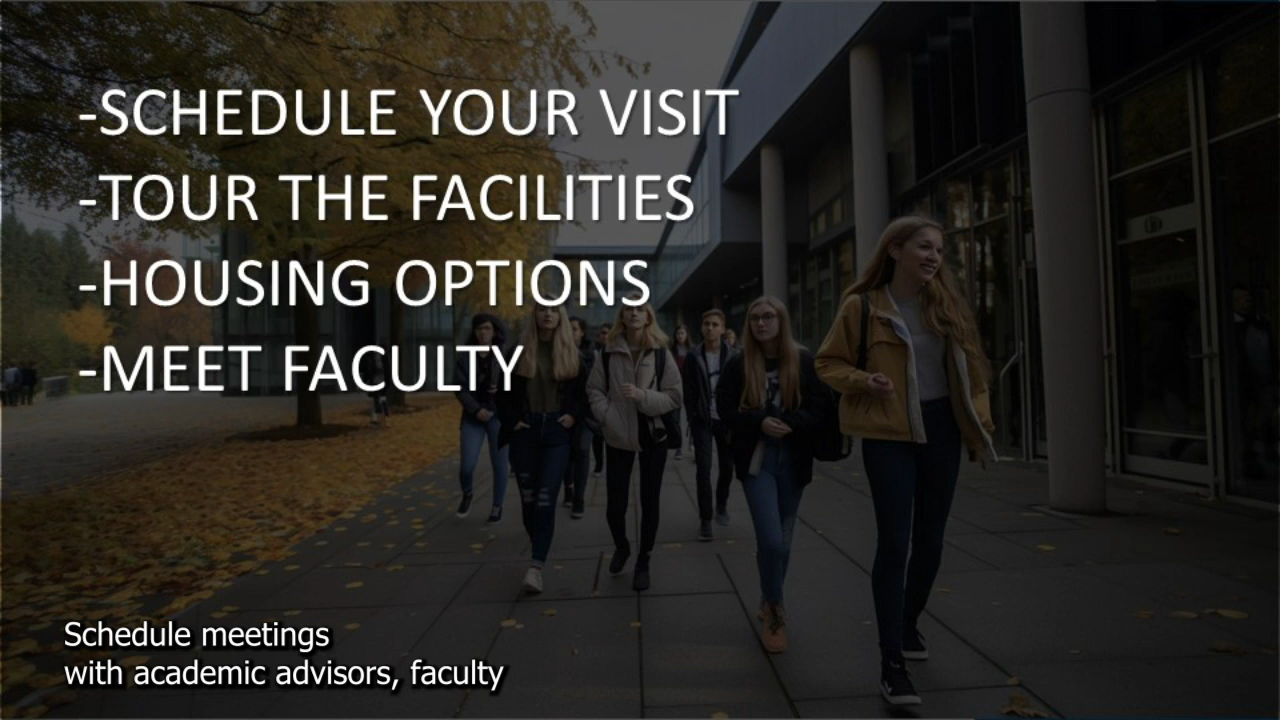 -SCHEDULE YOUR VISIT
-TOUR THE FACILITIES
-HOUSING OPTIONS
-MEET FACULTY
Schedule meetings
with academic advisors, faculty